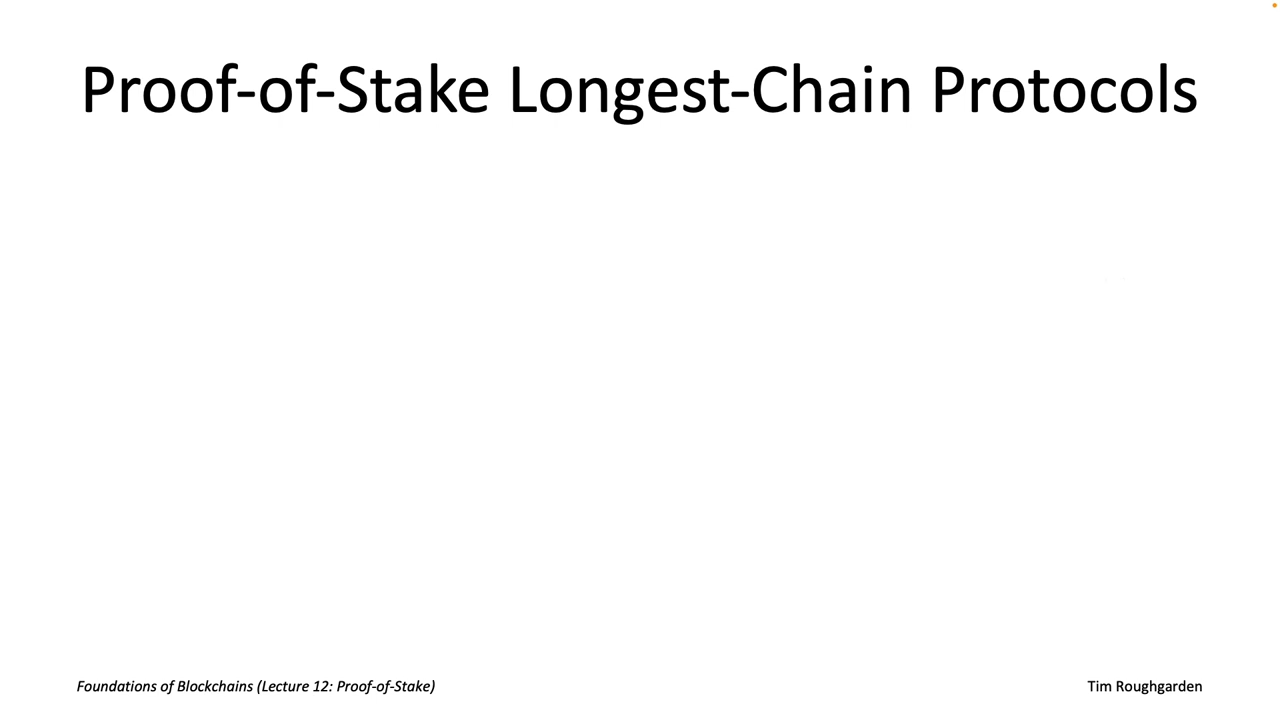 Proof-of-Stake Longest-Chain Protocols
Foundations of Blockchains (Lecture 12: Proof-of-Stake)
Tim Roughgarden